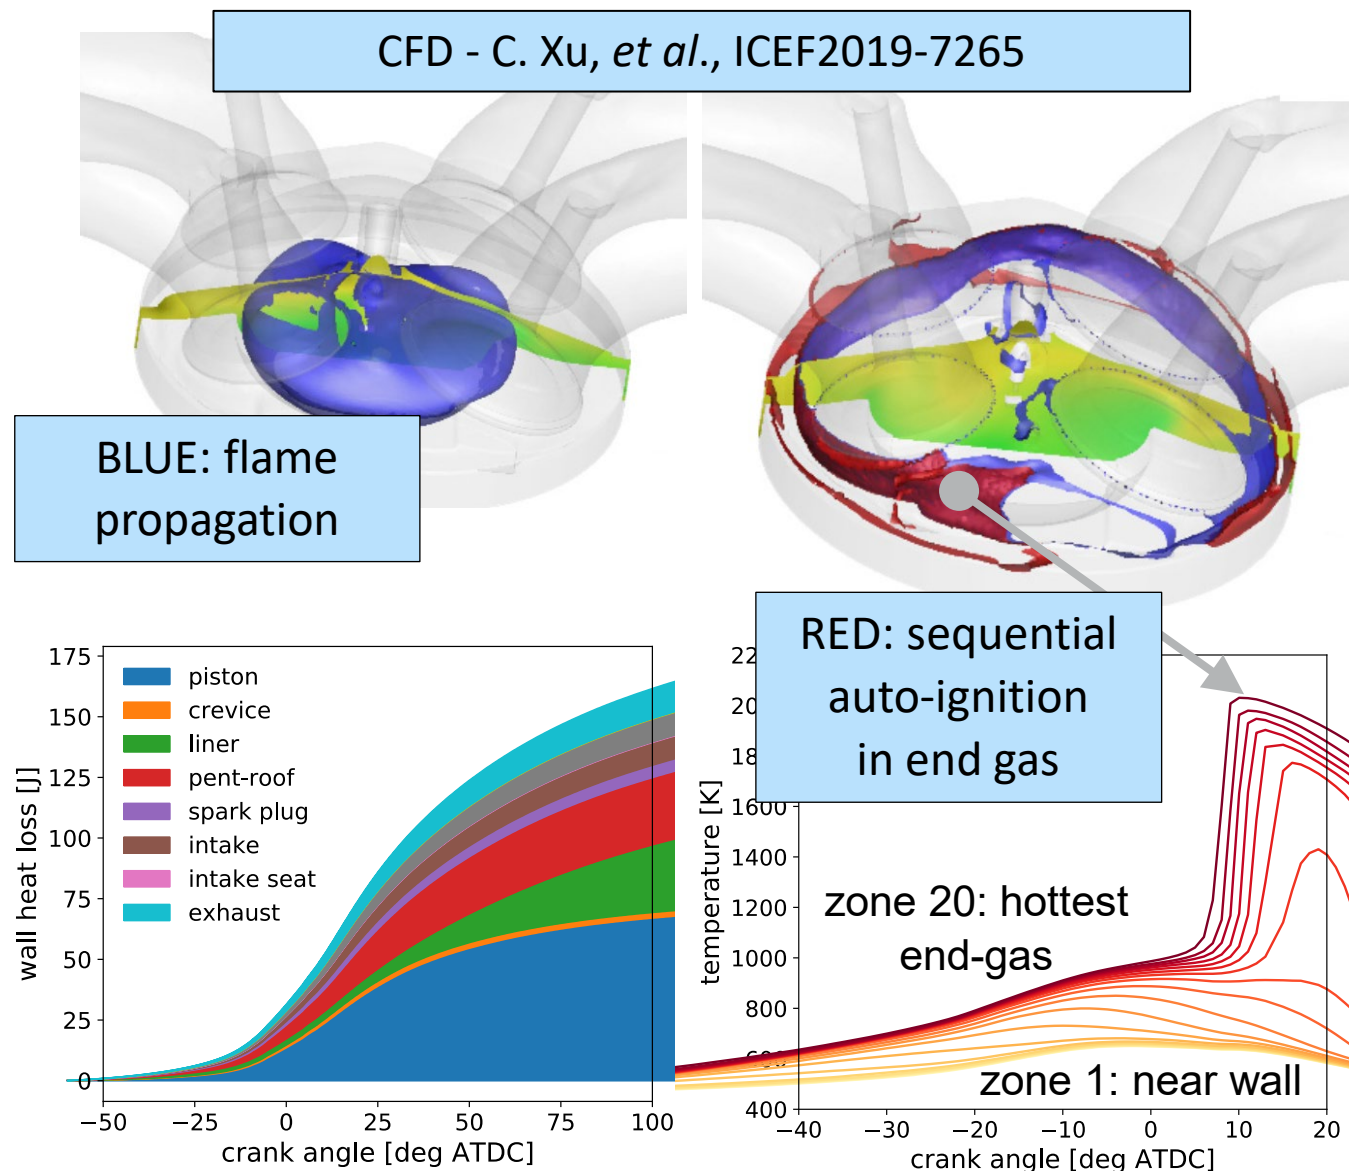 CFD - C. Xu, et al., ICEF2019-7265
BLUE: flame
propagation
RED: sequential
auto-ignition
in end gas
175
150
125
100
75
50
25
0
wall heat loss [J]
piston
crevice
liner
pent-roof
spark plug
intake
intake seat
exhaust
−50
−25
0
25
50
75
100
crank angle [deg ATDC]
1600
1400
1200
1000
800
600
400
temperature [K]
zone 20: hottest
end-gas
zone 1: near wall
−40
−30
−20
−10
0
10
20
crank angle [deg ATDC]